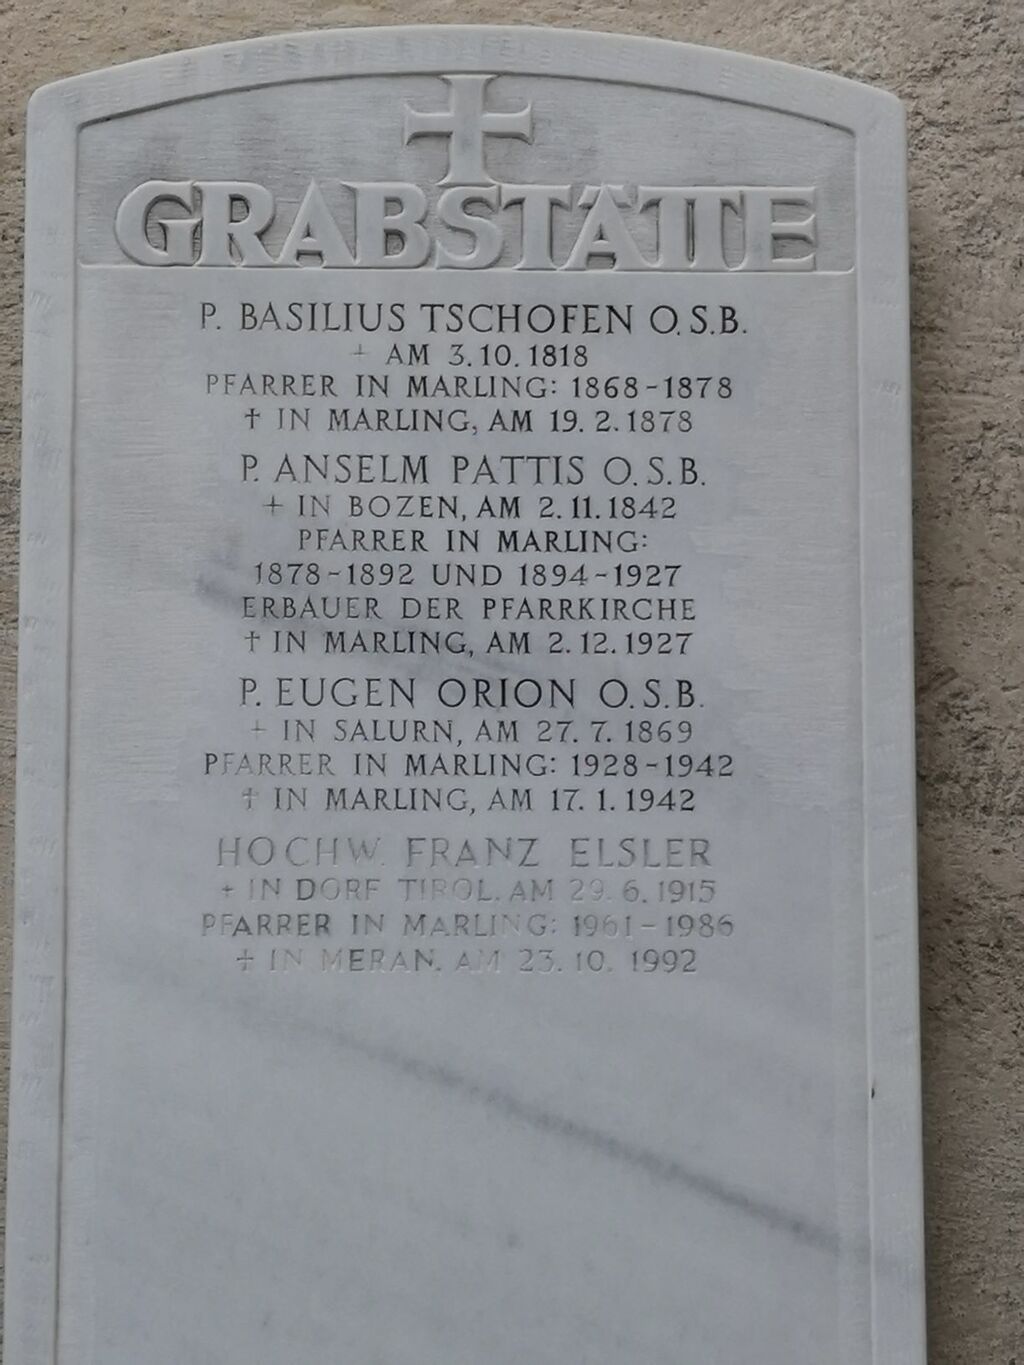 GRABSTÄTTE
P. BASILIUS TSCHOFEN O.S.B.
+ AM 3.10.1818
PFARRER IN MARLING: 1868-1878
† IN MARLING, AM 19.2.1878
P. ANSELM PATTIS O.S.B.
+ IN BOZEN, AM 2.11.1842
PFARRER IN MARLING:
1878-1892 UND 1894-1927
ERBAUER DER PFARRKIRCHE
† IN MARLING, AM 2.12.1927
P. EUGEN ORION O.S.B.
+ IN SALURN, AM 27.7.1869
PFARRER IN MARLING: 1928-1942
† IN MARLING, AM 17.1.1942
HOCHW. FRANZ ELSLER
+ IN DORF TIROL, AM 29.6.1915
PFARRER IN MARLING: 1961-1986
† IN MERAN, AM 23.10.1992